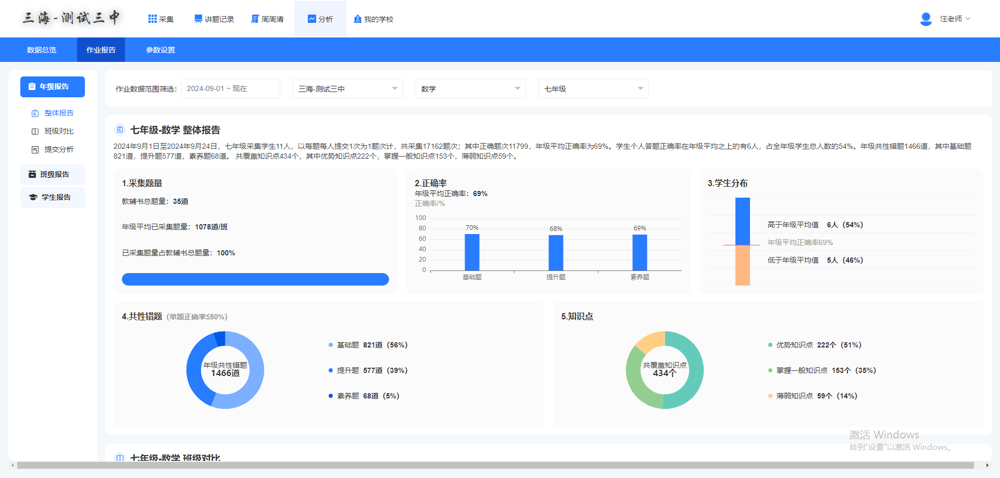 三海-测试三中
采集
讲题记录
周周清
分析
我的学校
汪老师
数据总览
作业报告
参数设置
年级报告
整体报告
班级对比
提交分析
班级报告
学生报告
作业数据范围筛选：
2024-09-01 ~ 现在
三海-测试三中
数学
七年级
七年级-数学 整体报告
2024年9月1日至2024年9月24日，七年级采集学生11人，以每题每人提交1次为1题次计，共采集17162题次；其中正确题次11799，年级平均正确率为69%。学生个人答题正确率在年级平均之上的有6人，占全年级学生总人数的54%。年级共性错题1466道，其中基础题
821道，提升题577道，素养题68道。 共覆盖知识点434个，其中优势知识点222个，掌握一般知识点153个，薄弱知识点59个。
1.采集题量
教辅书总题量：35道
年级平均已采集题量：1078道/班
已采集题量占教辅书总题量：100%
2.正确率
年级平均正确率：69%
正确率/%
100
80
60
40
20
0
70%
68%
69%
基础题
提升题
素养题
3.学生分布
高于年级平均值 6人（54%）
年级平均正确率69%
低于年级平均值 5人（46%）
4.共性错题（单题正确率≤50%）
年级共性错题
1466道
基础题 821道（56%）
提升题 577道（39%）
素养题 68道（5%）
5.知识点
共覆盖知识点
434个
优势知识点 222个（51%）
掌握一般知识点 153个（35%）
薄弱知识点 59个（14%）
激活 Windows
转到“设置”以激活 Windows。
七年级-数学 班级对比